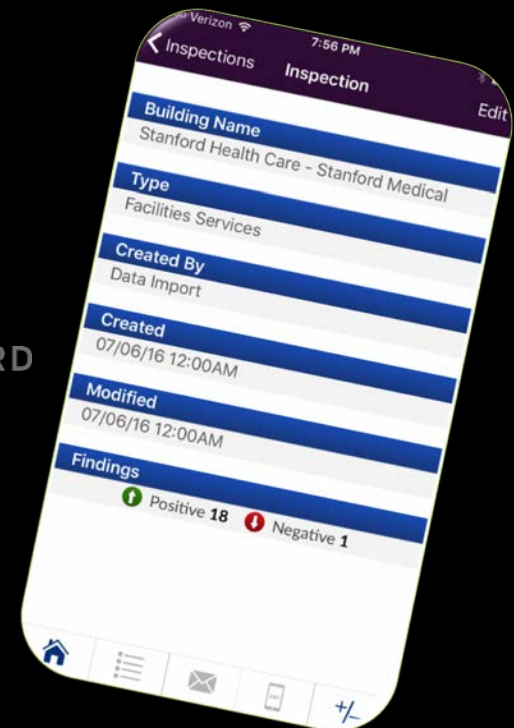 Verizon
7:56 PM
Inspections
Inspection
Edit
Building Name
Stanford Health Care - Stanford Medical
Type
Facilities Services
Created By
Data Import
Created
07/06/16 12:00AM
Modified
07/06/16 12:00AM
Findings
Positive 18
Negative 1
+/-
RD